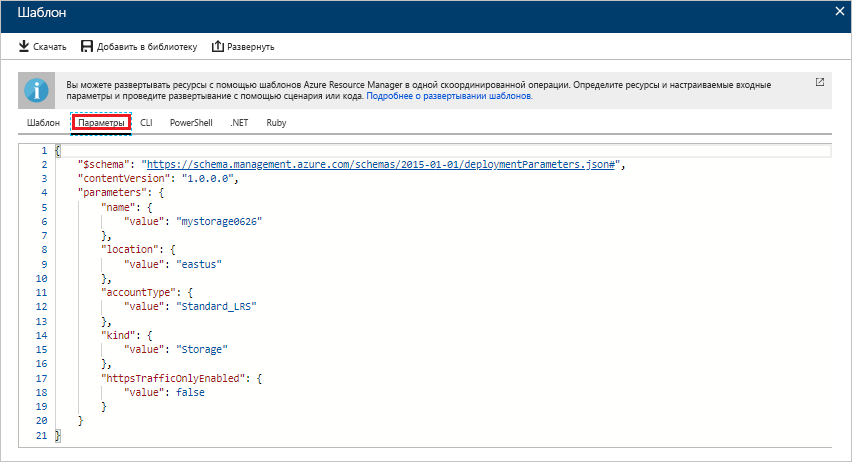 Шаблон
Скачать Добавить в библиотеку Развернуть
Вы можете развертывать ресурсы с помощью шаблонов Azure Resource Manager в одной скоординированной операции. Определите ресурсы и настраиваемые входные
параметры и проведите развертывание с помощью сценария или кода. Подробнее о развертывании шаблонов.
Шаблон Параметры CLI PowerShell .NET Ruby
1 {
2 "$schema": "https://schema.management.azure.com/schemas/2015-01-01/deploymentParameters.json#",
3 "contentVersion": "1.0.0.0",
4 "parameters": {
5 "name": {
6 "value": "mystorage0626"
7 },
8 "location": {
9 "value": "eastus"
10 },
11 "accountType": {
12 "value": "Standard_LRS"
13 },
14 "kind": {
15 "value": "Storage"
16 },
17 "httpsTrafficOnlyEnabled": {
18 "value": false
19 }
20 }
21 }